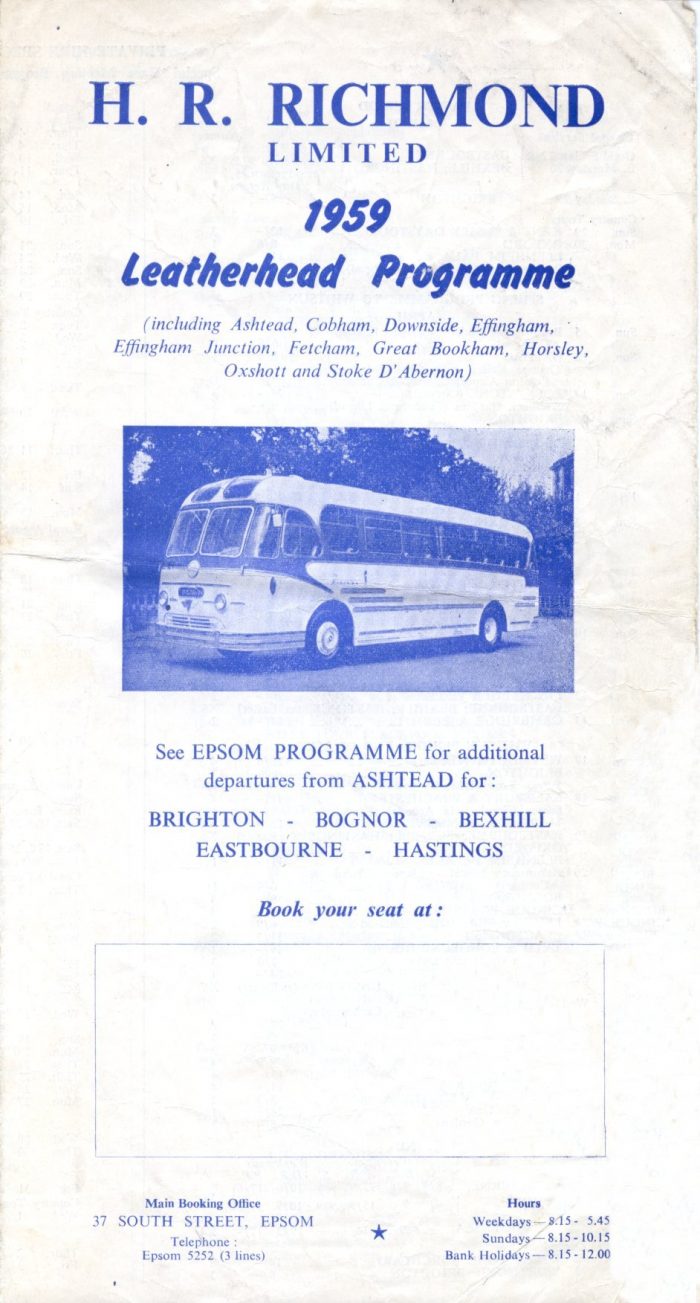 H. R. RICHMOND
LIMITED
1959
Leatherhead Programme
(including Ashtead, Cobham, Downside, Effingham,
Effingham Junction, Fetcham, Great Bookham, Horsley,
Oxshott and Stoke D'Abernon)
See EPSOM PROGRAMME for additional
departures from ASHTEAD for :
BRIGHTON - BOGNOR - BEXHILL
EASTBOURNE - HASTINGS
Book your seat at :
Main Booking Office
37 SOUTH STREET, EPSOM
Telephone :
Epsom 5252 (3 lines)
Hours
Weekdays — 8.15 - 5.45
Sundays — 8.15 - 10.15
Bank Holidays — 8.15 - 12.00